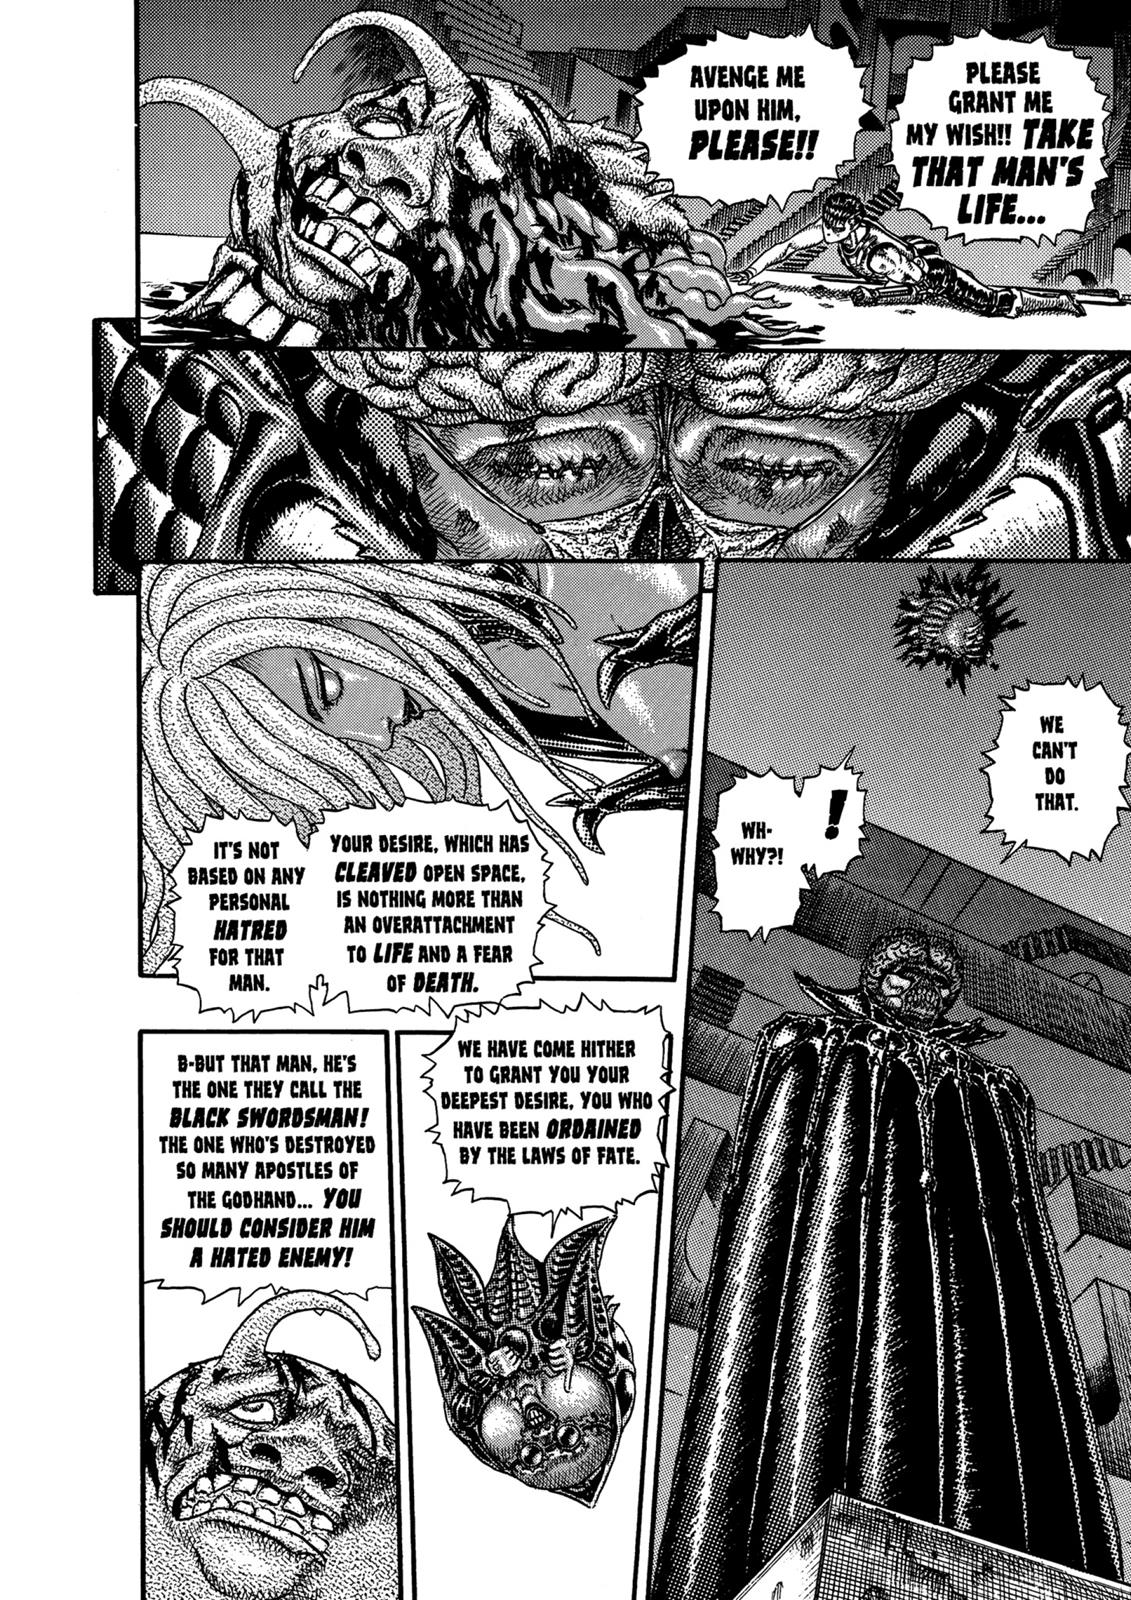 PLEASE
GRANT ME
MY WISH!! TAKE
THAT MAN'S
LIFE...
AVENGE ME
UPON HIM,
PLEASE!!
WE
CAN'T
DO
THAT.
!
WH-
WHY?!
YOUR DESIRE, WHICH HAS
CLEAVED OPEN SPACE,
IS NOTHING MORE THAN
AN OVERATTACHMENT
TO LIFE AND A FEAR
OF DEATH.
IT'S NOT
BASED ON ANY
PERSONAL
HATRED
FOR THAT
MAN.
WE HAVE COME HITHER
TO GRANT YOU YOUR
DEEPEST DESIRE, YOU WHO
HAVE BEEN ORDAINED
BY THE LAWS OF FATE.
B-BUT THAT MAN, HE'S
THE ONE THEY CALL THE
BLACK SWORDSMAN!
THE ONE WHO'S DESTROYED
SO MANY APOSTLES OF
THE GODHAND... YOU
SHOULD CONSIDER HIM
A HATED ENEMY!